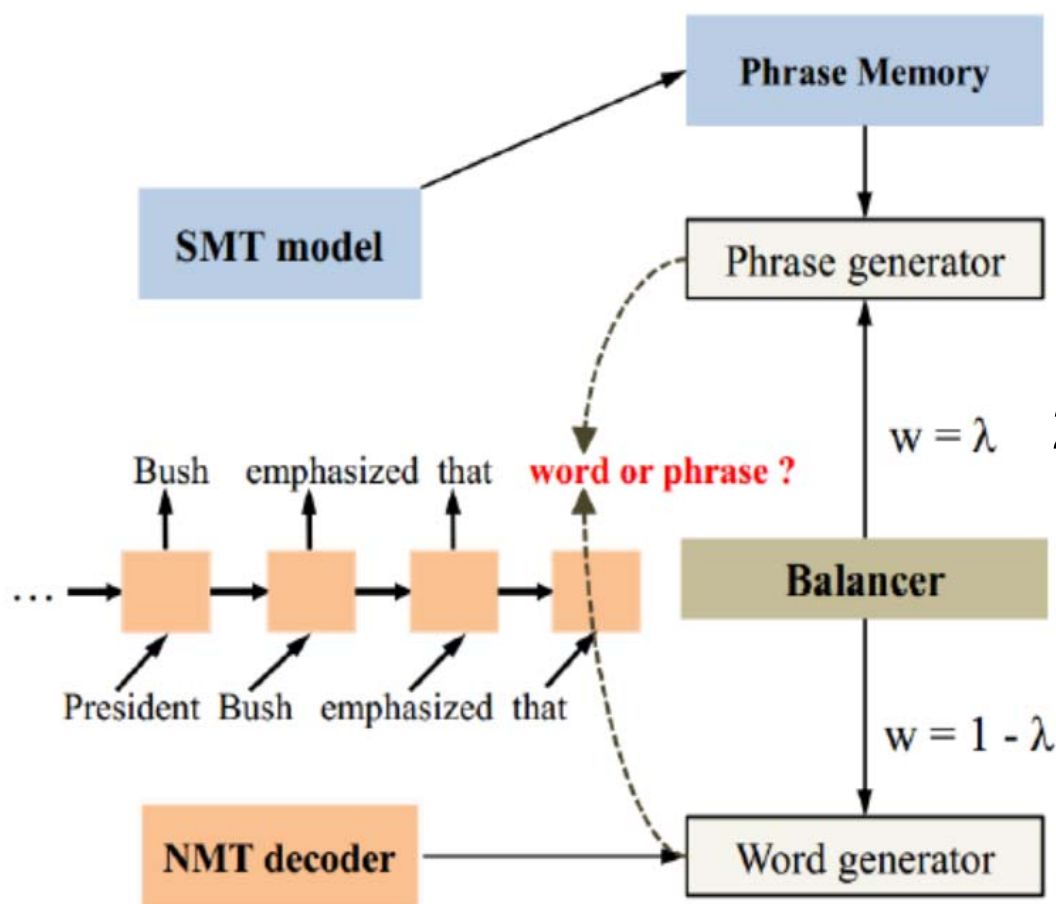 Phrase Memory
SMT model
Phrase generator
w = λ
Bush emphasized that word or phrase ?
Balancer
...
President Bush emphasized that
w = 1 - λ
NMT decoder
Word generator